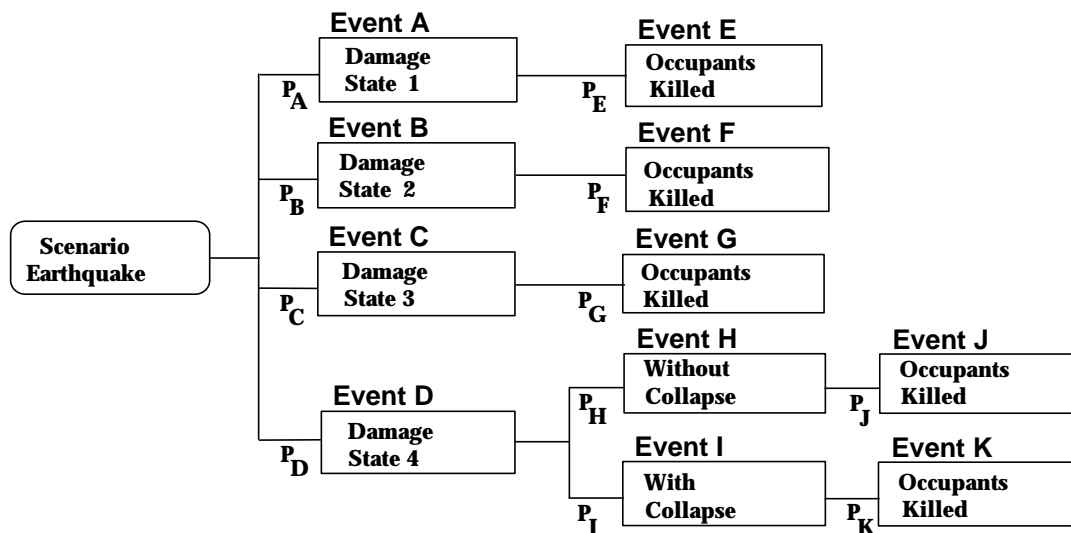 Event A
Damage
State 1
P_A
Event E
Occupants
Killed
P_E
Event B
Damage
State 2
P_B
Event F
Occupants
Killed
P_F
Scenario
Earthquake
Event C
Damage
State 3
P_C
Event G
Occupants
Killed
P_G
Event D
Damage
State 4
P_D
Event H
Without
Collapse
P_H
Event J
Occupants
Killed
P_J
Event I
With
Collapse
P_I
Event K
Occupants
Killed
P_K